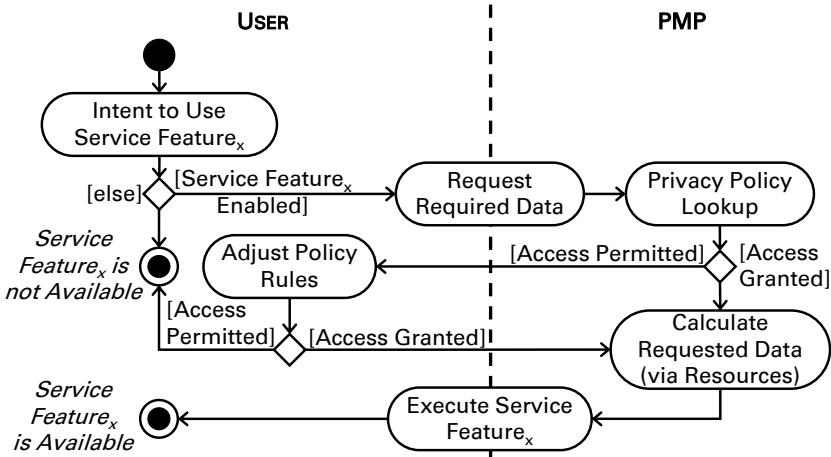 USER
PMP
Intent to Use
Service Featureₓ
[else]
[Service Featureₓ
Enabled]
Request
Required Data
Privacy Policy
Lookup
Service
Featureₓ is
not Available
Adjust Policy
Rules
[Access Permitted]
[Access
Granted]
[Access
Permitted]
[Access Granted]
Calculate
Requested Data
(via Resources)
Service
Featureₓ
is Available
Execute Service
Featureₓ